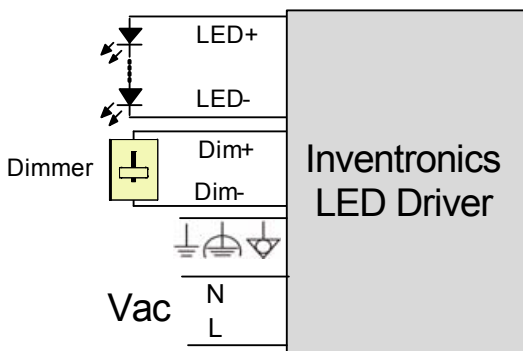 LED+
LED-
Dimmer
Dim+
Dim-
Inventronics
LED Driver
Vac
N
L